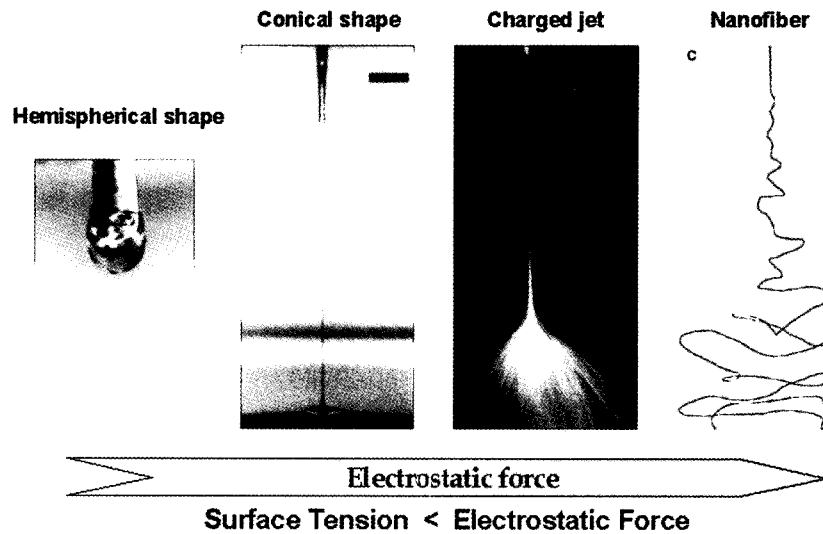 Conical shape
Charged jet
Nanofiber
c
Hemispherical shape
Electrostatic force
Surface Tension < Electrostatic Force